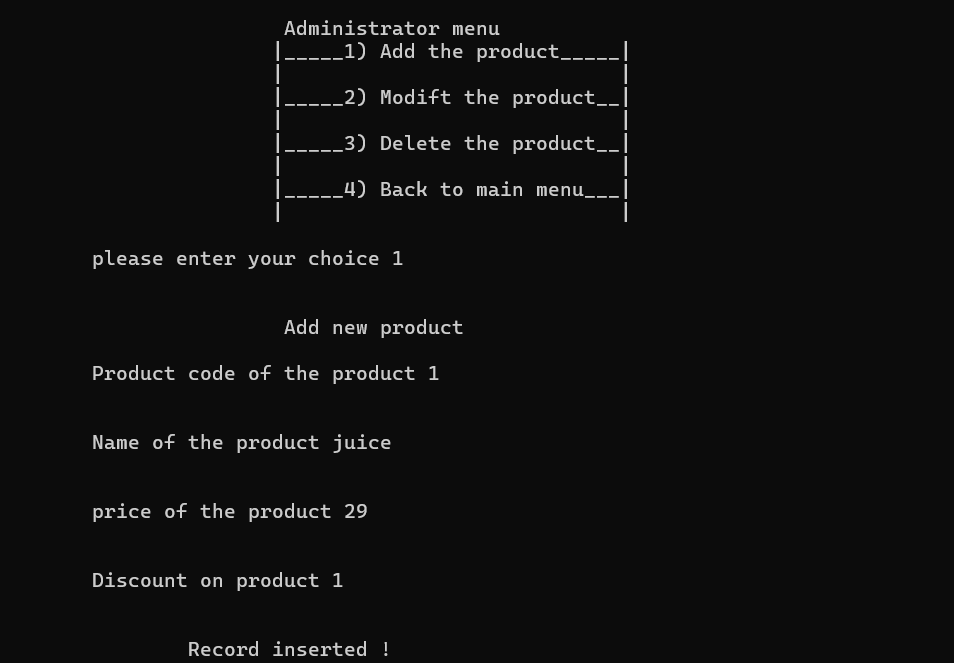 Administrator menu
|_____1) Add the product_____|
|                            |
|_____2) Modift the product__|
|                            |
|_____3) Delete the product__|
|                            |
|_____4) Back to main menu___|
|                            |
please enter your choice 1
Add new product
Product code of the product 1
Name of the product juice
price of the product 29
Discount on product 1
Record inserted !